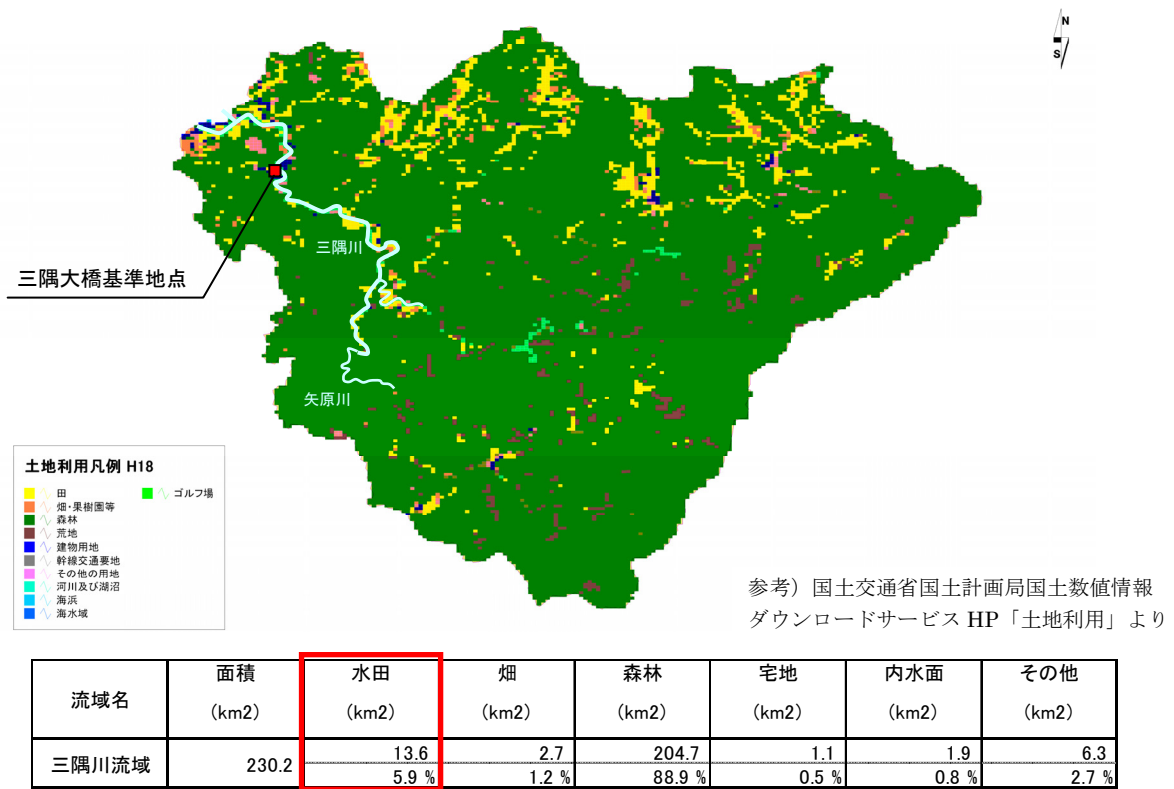 N
S
三隅川
三隅大橋基準地点
矢原川
土地利用凡例 H18
田
ゴルフ場
畑・果樹園等
森林
荒地
建物用地
幹線交通要地
その他の用地
河川及び湖沼
海浜
海水域
参考）国土交通省国土計画局国土数値情報
ダウンロードサービス HP「土地利用」より
流域名 面積 水田 畑 森林 宅地 内水面 その他
（km2） （km2） （km2） （km2） （km2） （km2） （km2）
三隅川流域 230.2 13.6 2.7 204.7 1.1 1.9 6.3
5.9 % 1.2 % 88.9 % 0.5 % 0.8 % 2.7 %